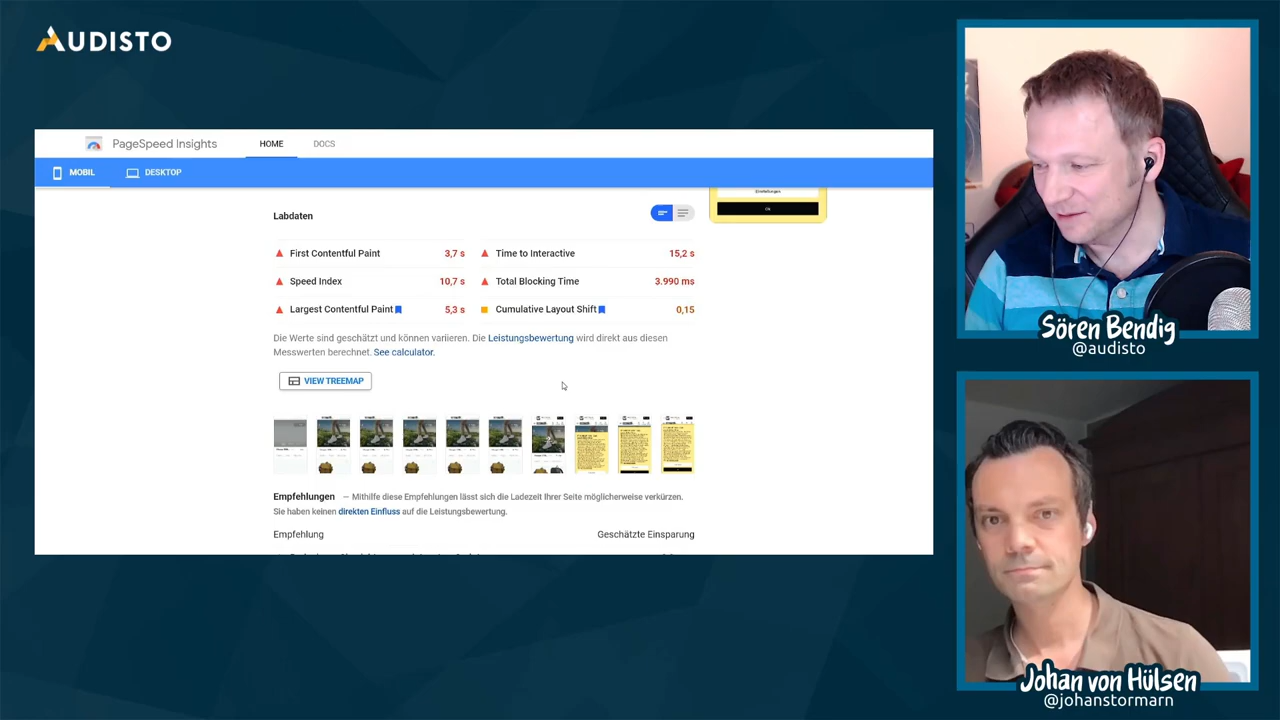 AUDISTO
PageSpeed Insights
HOME
DOCS
MOBIL
DESKTOP
Labdaten
First Contentful Paint 3,7 s
Time to Interactive 15,2 s
Speed Index 10,7 s
Total Blocking Time 3.990 ms
Largest Contentful Paint 5,3 s
Cumulative Layout Shift 0,15
Die Werte sind geschätzt und können variieren. Die Leistungsbewertung wird direkt aus diesen
Messwerten berechnet. See calculator.
VIEW TREEMAP
Empfehlungen — Mithilfe diese Empfehlungen lässt sich die Ladezeit Ihrer Seite möglicherweise verkürzen.
Sie haben keinen direkten Einfluss auf die Leistungsbewertung.
Empfehlung
Geschätzte Einsparung
Sören Bendig
@audisto
Johan von Hülsen
@johanstormarn